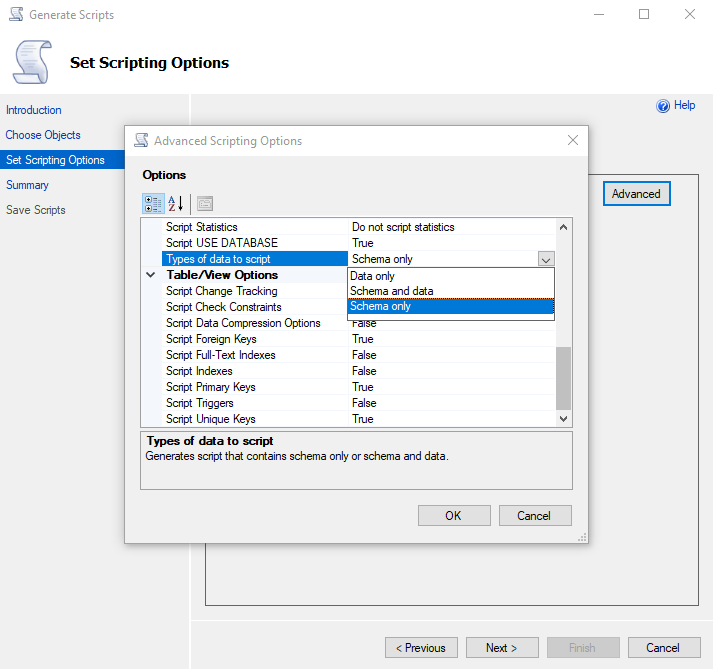 Generate Scripts
Set Scripting Options
Introduction
Choose Objects
Set Scripting Options
Summary
Save Scripts
Help
Advanced
Advanced Scripting Options
Options
Script Statistics Do not script statistics
Script USE DATABASE True
Types of data to script Schema only
Data only
Schema and data
Schema only
Table/View Options
Script Change Tracking
Script Check Constraints
Script Data Compression Options False
Script Foreign Keys True
Script Full-Text Indexes False
Script Indexes False
Script Primary Keys True
Script Triggers False
Script Unique Keys True
Types of data to script
Generates script that contains schema only or schema and data.
OK
Cancel
< Previous
Next >
Finish
Cancel